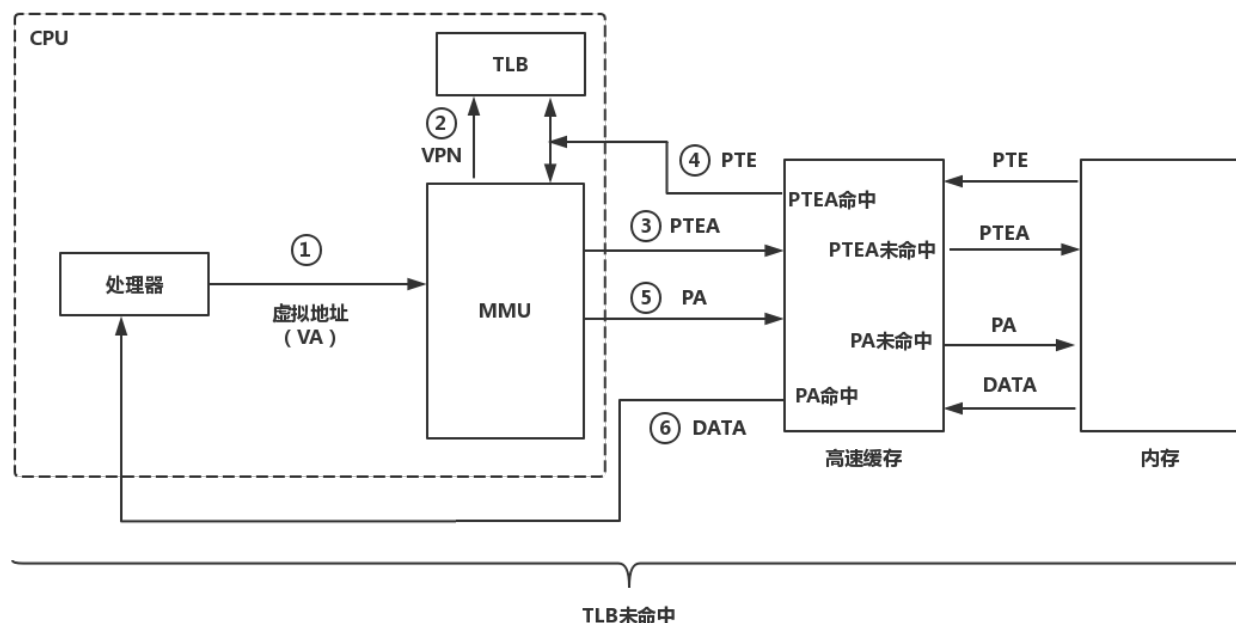 CPU
TLB
②
VPN
④ PTE
PTE
PTEA命中
③ PTEA
PTEA未命中
PTEA
①
处理器
虚拟地址
（VA）
MMU
⑤ PA
PA未命中
PA
PA命中
DATA
⑥ DATA
高速缓存
内存
TLB未命中